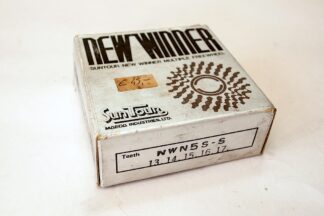 NEW WINNER
SUNTOUR NEW WINNER MULTIPLE FREEWHEEL
SunTour
MAEDA INDUSTRIES, LTD.
Teeth NWN5S-S
13.14.15.16.17.